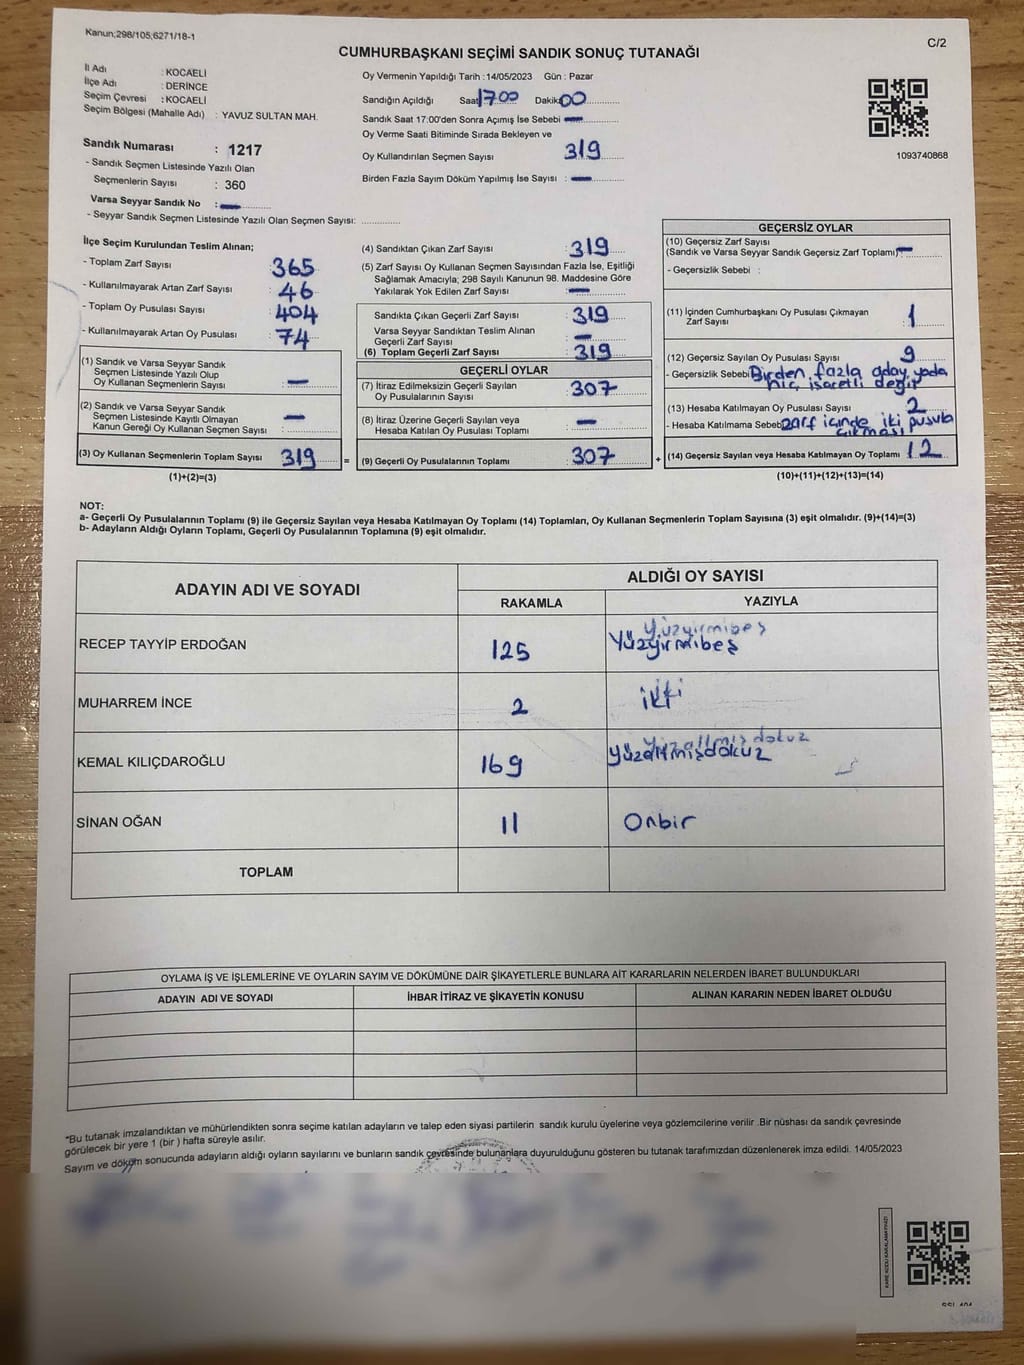 Kanun;298/105;6271/18-1
C/2
CUMHURBAŞKANI SEÇİMİ SANDIK SONUÇ TUTANAĞI
İl Adı : KOCAELİ
İlçe Adı : DERİNCE
Seçim Çevresi : KOCAELİ
Seçim Bölgesi (Mahalle Adı) : YAVUZ SULTAN MAH.
Sandık Numarası : 1217
- Sandık Seçmen Listesinde Yazılı Olan
Seçmenlerin Sayısı : 360
Varsa Seyyar Sandık No : —
- Seyyar Sandık Seçmen Listesinde Yazılı Olan Seçmen Sayısı: ..............
Oy Vermenin Yapıldığı Tarih : 14/05/2023 Gün : Pazar
Sandığın Açıldığı Saat 17:00 Dakika 00
Sandık Saat 17:00'den Sonra Açımış İse Sebebi —
Oy Verme Saati Bitiminde Sırada Bekleyen ve
Oy Kullandırılan Seçmen Sayısı 319
Birden Fazla Sayım Döküm Yapılmış İse Sayısı : —
1093740868
İlçe Seçim Kurulundan Teslim Alınan;
- Toplam Zarf Sayısı 365
- Kullanılmayarak Artan Zarf Sayısı : 46
- Toplam Oy Pusulası Sayısı : 404
- Kullanılmayarak Artan Oy Pusulası : 74
(1) Sandık ve Varsa Seyyar Sandık
Seçmen Listesinde Yazılı Olup
Oy Kullanan Seçmenlerin Sayısı : —
(2) Sandık ve Varsa Seyyar Sandık
Seçmen Listesinde Kayıtlı Olmayan
Kanun Gereği Oy Kullanan Seçmen Sayısı : —
(3) Oy Kullanan Seçmenlerin Toplam Sayısı 319 =
(1)+(2)=(3)
(4) Sandıktan Çıkan Zarf Sayısı : 319
(5) Zarf Sayısı Oy Kullanan Seçmen Sayısından Fazla İse, Eşitliği
Sağlamak Amacıyla; 298 Sayılı Kanunun 98. Maddesine Göre
Yakılarak Yok Edilen Zarf Sayısı : —
Sandıkta Çıkan Geçerli Zarf Sayısı : 319
Varsa Seyyar Sandıktan Teslim Alınan
Geçerli Zarf Sayısı : —
(6) Toplam Geçerli Zarf Sayısı : 319
GEÇERLİ OYLAR
(7) İtiraz Edilmeksizin Geçerli Sayılan
Oy Pusulalarının Sayısı : 307
(8) İtiraz Üzerine Geçerli Sayılan veya
Hesaba Katılan Oy Pusulaları Toplamı : —
(9) Geçerli Oy Pusulalarının Toplamı : 307 +
GEÇERSİZ OYLAR
(10) Geçersiz Zarf Sayısı
(Sandık ve Varsa Seyyar Sandık Geçersiz Zarf Toplamı) —
- Geçersizlik Sebebi :
(11) İçinden Cumhurbaşkanı Oy Pusulası Çıkmayan
Zarf Sayısı : 1
(12) Geçersiz Sayılan Oy Pusulası Sayısı : 9
- Geçersizlik Sebebi Birden fazla aday yada
hiç işaretli değil
(13) Hesaba Katılmayan Oy Pusulası Sayısı : 2
- Hesaba Katılmama Sebebi zarf içinde iki pusula
çıkması
(14) Geçersiz Sayılan veya Hesaba Katılmayan Oy Toplamı 12
(10)+(11)+(12)+(13)=(14)
NOT:
a- Geçerli Oy Pusulalarının Toplamı (9) ile Geçersiz Sayılan veya Hesaba Katılmayan Oy Toplamı (14) Toplamları, Oy Kullanan Seçmenlerin Toplam Sayısına (3) eşit olmalıdır. (9)+(14)=(3)
b- Adayların Aldığı Oyların Toplamı, Geçerli Oy Pusulalarının Toplamına (9) eşit olmalıdır.
ADAYIN ADI VE SOYADI
ALDIĞI OY SAYISI
RAKAMLA YAZIYLA
Yüzyirmibeş
RECEP TAYYİP ERDOĞAN 125 Yüzyirmibeş
MUHARREM İNCE 2 iki
Yüzaltmışdokuz
KEMAL KILIÇDAROĞLU 169 Yüzaltmışdokuz
SİNAN OĞAN 11 Onbir
TOPLAM
OYLAMA İŞ VE İŞLEMLERİNE VE OYLARIN SAYIM VE DÖKÜMÜNE DAİR ŞİKAYETLERLE BUNLARA AİT KARARLARIN NELERDEN İBARET BULUNDUKLARI
ADAYIN ADI VE SOYADI İHBAR İTİRAZ VE ŞİKAYETİN KONUSU ALINAN KARARIN NEDEN İBARET OLDUĞU
*Bu tutanak imzalandıktan ve mühürlendikten sonra seçime katılan adayların ve talep eden siyasi partilerin sandık kurulu üyelerine veya gözlemcilerine verilir .Bir nüshası da sandık çevresinde
görülecek bir yere 1 (bir ) hafta süreyle asılır.
Sayım ve döküm sonucunda adayların aldığı oyların sayılarını ve bunların sandık çevresinde bulunanlara duyurulduğunu gösteren bu tutanak tarafımızdan düzenlenerek imza edildi. 14/05/2023
KARE KODU KARALAMAYINIZ!